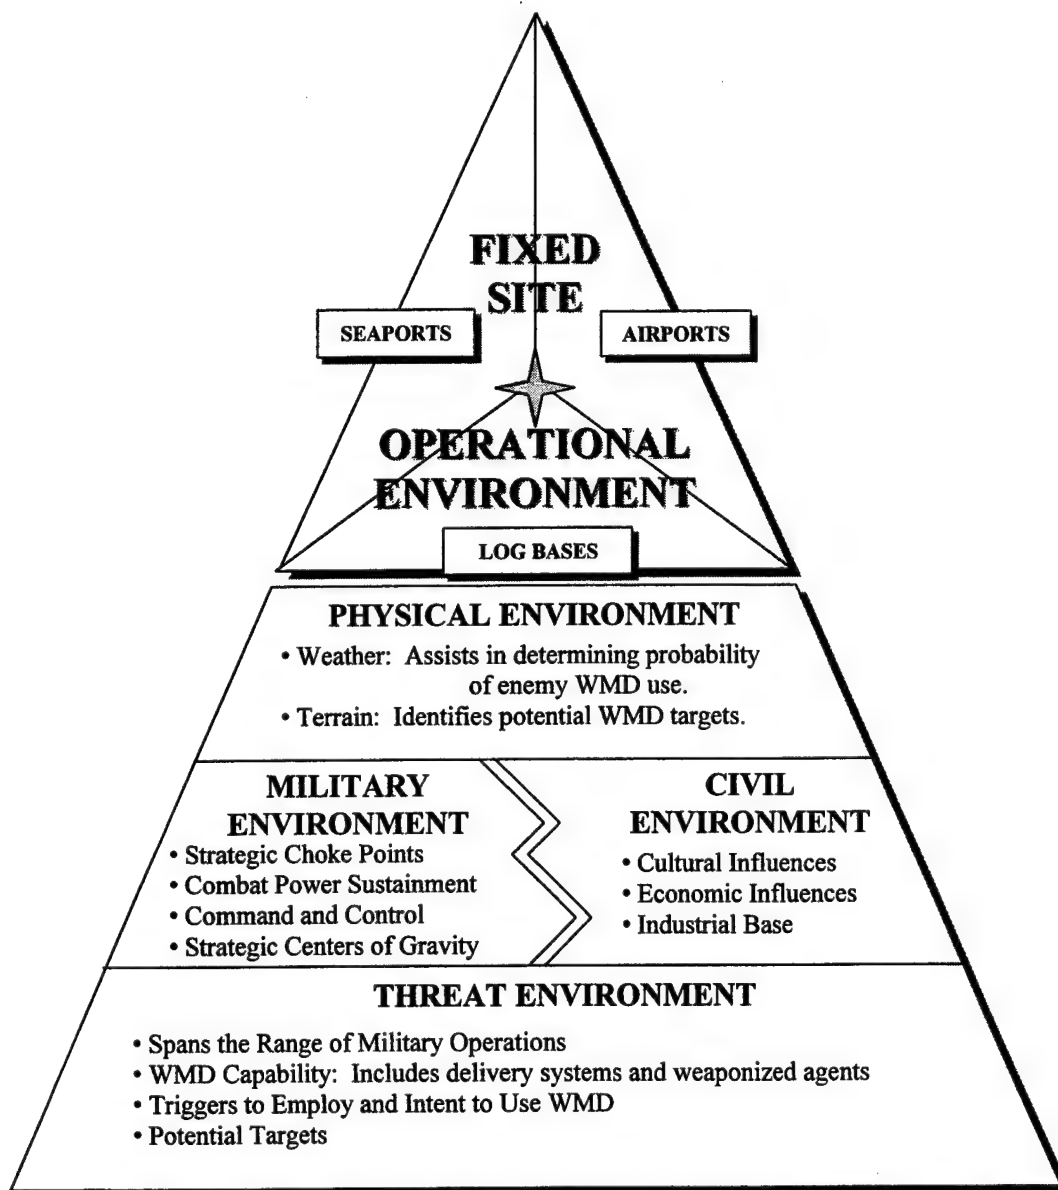 FIXED
SITE
SEAPORTS
AIRPORTS
OPERATIONAL
ENVIRONMENT
LOG BASES
PHYSICAL ENVIRONMENT
• Weather: Assists in determining probability
of enemy WMD use.
• Terrain: Identifies potential WMD targets.
MILITARY
ENVIRONMENT
• Strategic Choke Points
• Combat Power Sustainment
• Command and Control
• Strategic Centers of Gravity
CIVIL
ENVIRONMENT
• Cultural Influences
• Economic Influences
• Industrial Base
THREAT ENVIRONMENT
• Spans the Range of Military Operations
• WMD Capability: Includes delivery systems and weaponized agents
• Triggers to Employ and Intent to Use WMD
• Potential Targets